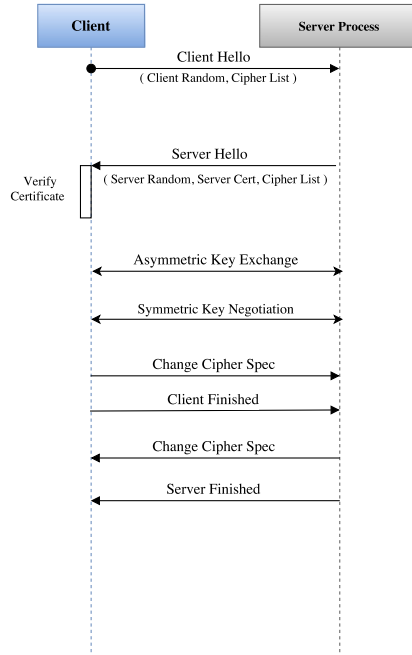 Client
Server Process
Client Hello
( Client Random, Cipher List )
Server Hello
( Server Random, Server Cert, Cipher List )
Verify
Certificate
Asymmetric Key Exchange
Symmetric Key Negotiation
Change Cipher Spec
Client Finished
Change Cipher Spec
Server Finished